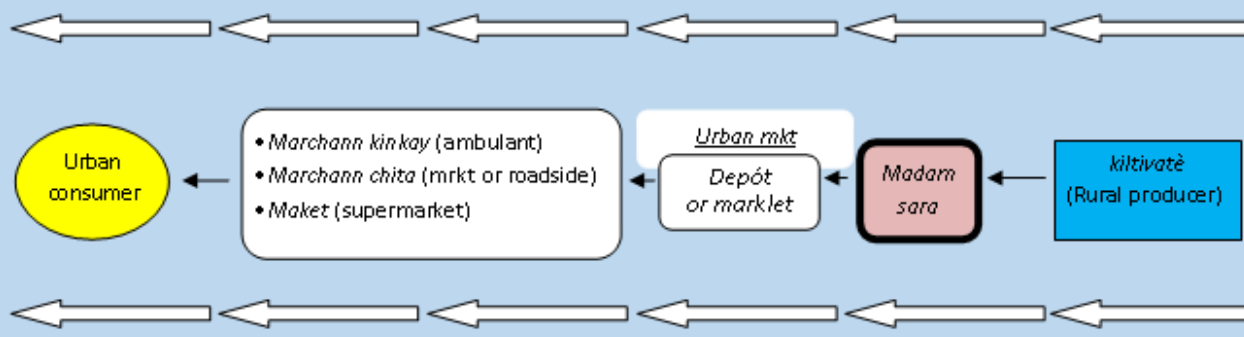 Urban
consumer
• Marchann kinkay (ambulant)
• Marchann chita (mrkt or roadside)
• Maket (supermarket)
Urban mkt
Depót
or marklet
Madam
sara
kiltivatè
(Rural producer)